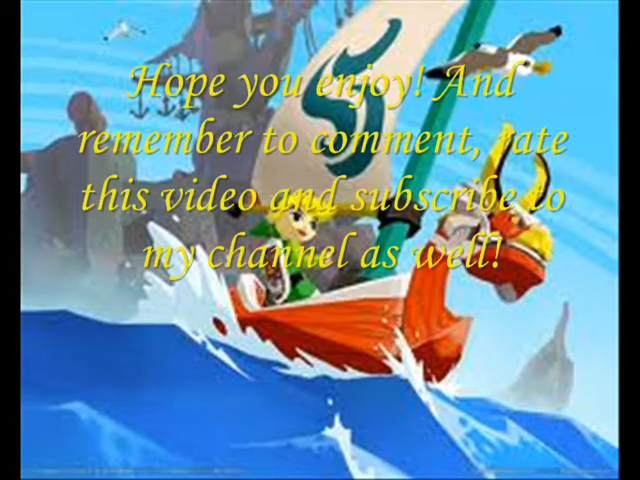 Hope you enjoy! And
remember to comment, rate
this video and subscribe to
my channel as well!